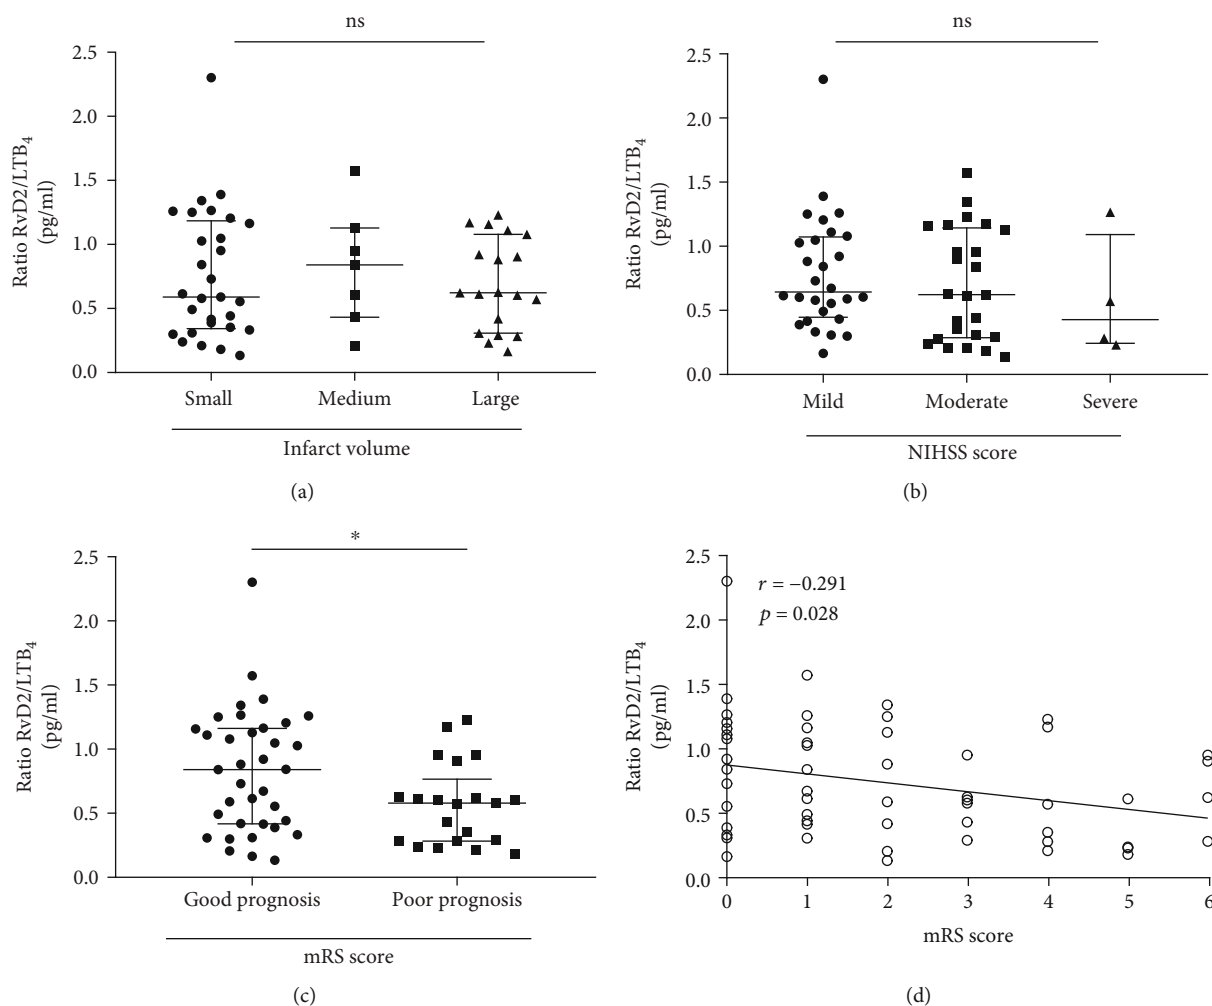 ns
2.5
2.0
1.5
1.0
0.5
0.0
Ratio RvD2/LTB4
(pg/ml)
Small Medium Large
Infarct volume
(a)
ns
2.5
2.0
1.5
1.0
0.5
0.0
Ratio RvD2/LTB4
(pg/ml)
Mild Moderate Severe
NIHSS score
(b)
*
2.5
2.0
1.5
1.0
0.5
0.0
Ratio RvD2/LTB4
(pg/ml)
Good prognosis Poor prognosis
mRS score
(c)
2.5
2.0
1.5
1.0
0.5
0.0
Ratio RvD2/LTB4
(pg/ml)
r = −0.291
p = 0.028
0 1 2 3 4 5 6
mRS score
(d)